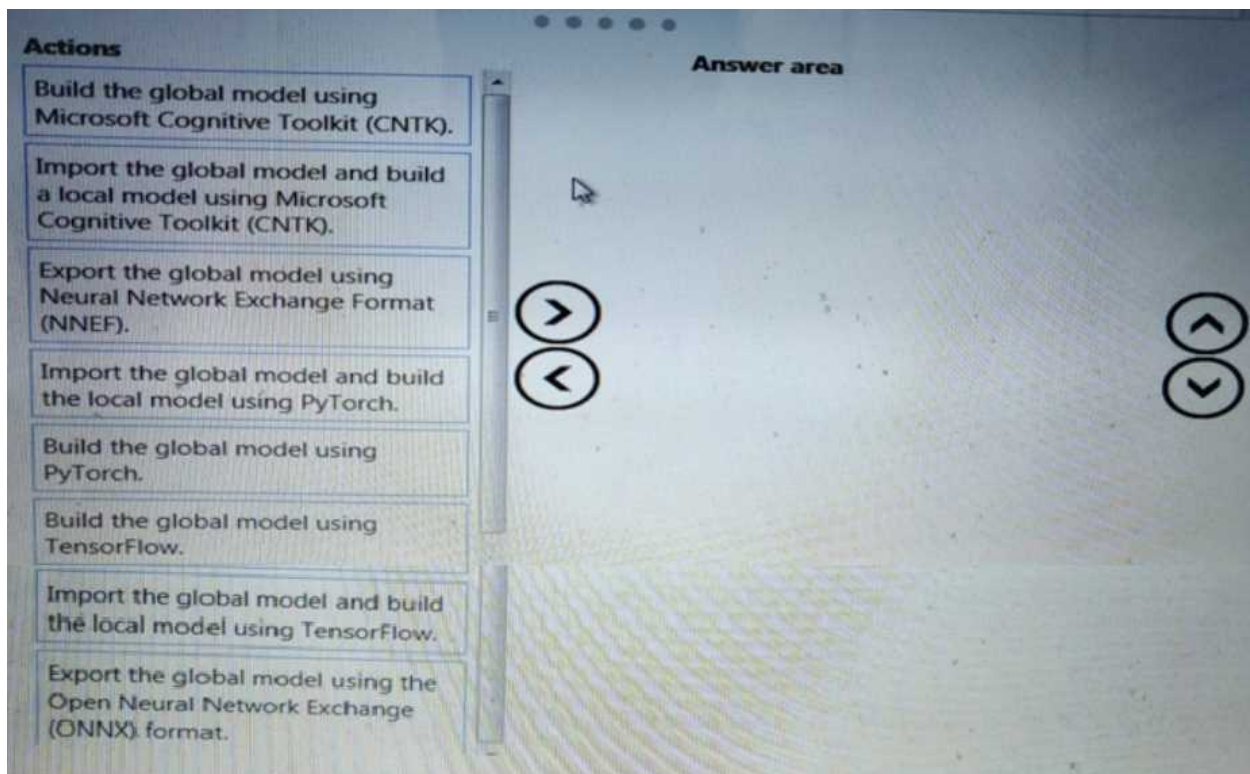 Actions
Build the global model using
Microsoft Cognitive Toolkit (CNTK).
Import the global model and build
a local model using Microsoft
Cognitive Toolkit (CNTK).
Export the global model using
Neural Network Exchange Format
(NNEF).
Import the global model and build
the local model using PyTorch.
Build the global model using
PyTorch.
Build the global model using
TensorFlow.
Import the global model and build
the local model using TensorFlow.
Export the global model using the
Open Neural Network Exchange
(ONNX) format.
Answer area